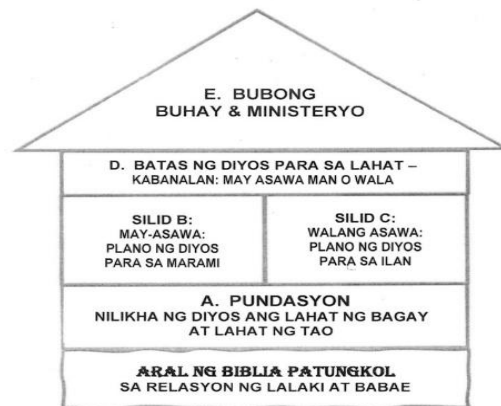 E. BUBONG
BUHAY & MINISTERYO
D. BATAS NG DIYOS PARA SA LAHAT –
KABANALAN: MAY ASAWA MAN O WALA
SILID B:
MAY-ASAWA:
PLANO NG DIYOS
PARA SA MARAMI
SILID C:
WALANG ASAWA:
PLANO NG DIYOS
PARA SA ILAN
A. PUNDASYON
NILIKHA NG DIYOS ANG LAHAT NG BAGAY
AT LAHAT NG TAO
ARAL NG BIBLIA PATUNGKOL
SA RELASYON NG LALAKI AT BABAE